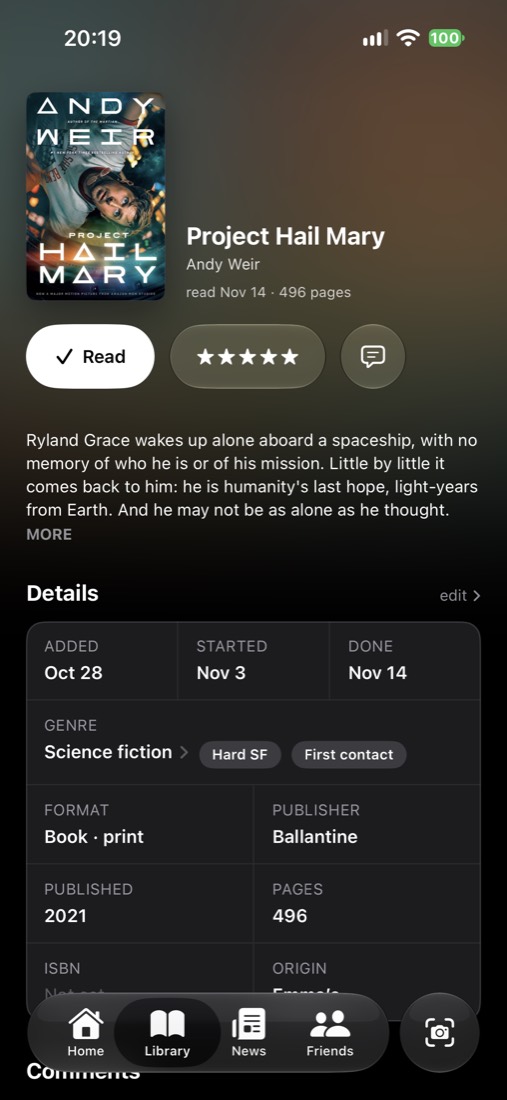 20:19
100
ANDY
AUTHOR OF THE MARTIAN
WEIR
PROJECT
HAIL
MARY
Project Hail Mary
Andy Weir
read Nov 14 · 496 pages
Read
Ryland Grace wakes up alone aboard a spaceship, with no
memory of who he is or of his mission. Little by little it
comes back to him: he is humanity's last hope, light-years
from Earth. And he may not be as alone as he thought.
MORE
Details
edit
ADDED
STARTED
DONE
Oct 28
Nov 3
Nov 14
GENRE
Science fiction
Hard SF
First contact
FORMAT
PUBLISHER
Book · print
Ballantine
PUBLISHED
PAGES
2021
496
ISBN
ORIGIN
Home
Library
News
Friends
Comments